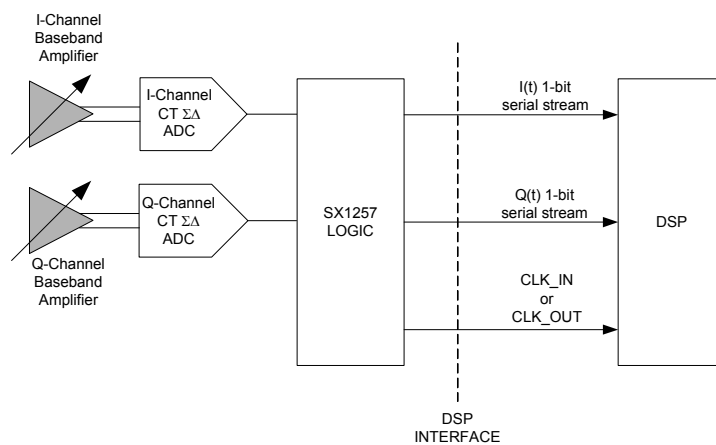 I-Channel
Baseband
Amplifier
I-Channel
CT ΣΔ
ADC
I(t) 1-bit
serial stream
Q-Channel
CT ΣΔ
ADC
SX1257
LOGIC
Q(t) 1-bit
serial stream
DSP
Q-Channel
Baseband
Amplifier
CLK_IN
or
CLK_OUT
DSP
INTERFACE